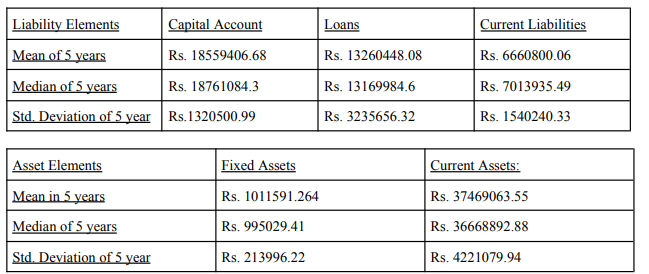 Liability Elements Capital Account Loans Current Liabilities
Mean of 5 years Rs. 18559406.68 Rs. 13260448.08 Rs. 6660800.06
Median of 5 years Rs. 18761084.3 Rs. 13169984.6 Rs. 7013935.49
Std. Deviation of 5 year Rs.1320500.99 Rs. 3235656.32 Rs. 1540240.33
Asset Elements Fixed Assets Current Assets:
Mean in 5 years Rs. 1011591.264 Rs. 37469063.55
Median of 5 years Rs. 995029.41 Rs. 36668892.88
Std. Deviation of 5 year Rs. 213996.22 Rs. 4221079.94